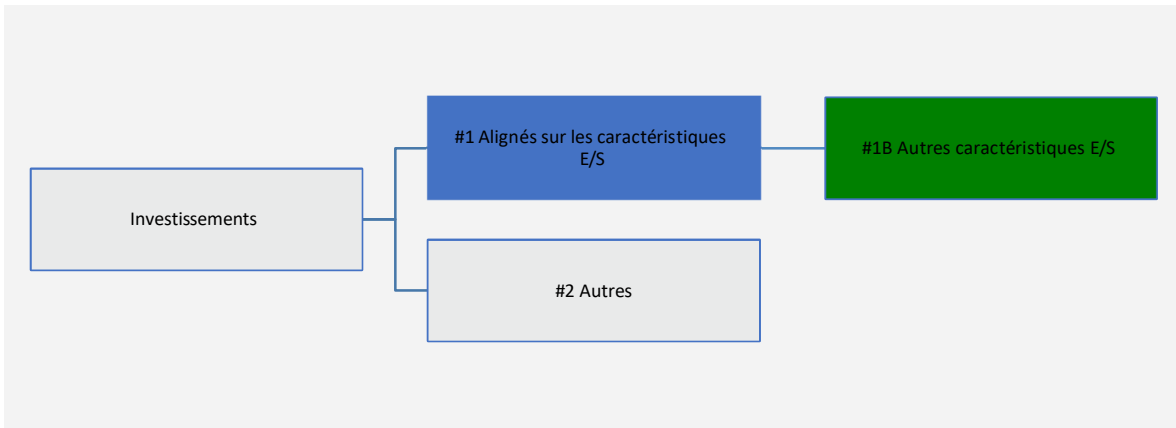 #1 Alignés sur les caractéristiques
E/S
#1B Autres caractéristiques E/S
Investissements
#2 Autres